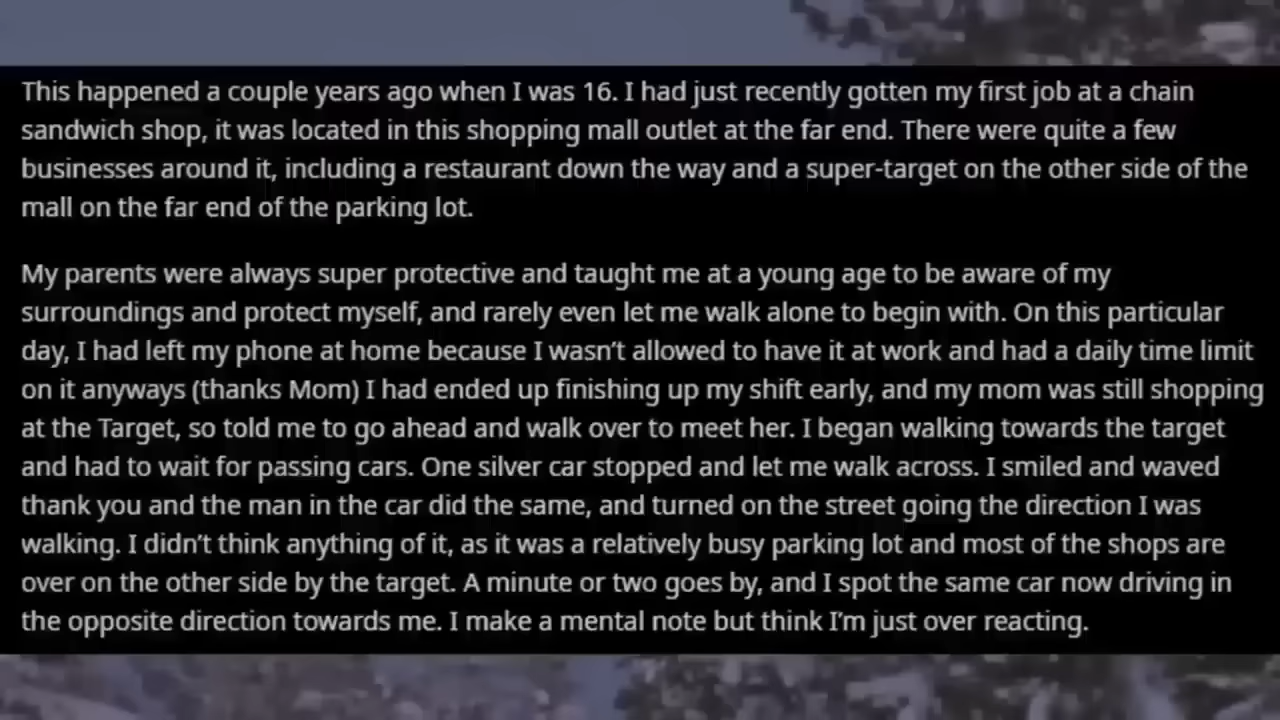 This happened a couple years ago when I was 16. I had just recently gotten my first job at a chain
sandwich shop, it was located in this shopping mall outlet at the far end. There were quite a few
businesses around it, including a restaurant down the way and a super-target on the other side of the
mall on the far end of the parking lot.
My parents were always super protective and taught me at a young age to be aware of my
surroundings and protect myself, and rarely even let me walk alone to begin with. On this particular
day, I had left my phone at home because I wasn't allowed to have it at work and had a daily time limit
on it anyways (thanks Mom) I had ended up finishing up my shift early, and my mom was still shopping
at the Target, so told me to go ahead and walk over to meet her. I began walking towards the target
and had to wait for passing cars. One silver car stopped and let me walk across. I smiled and waved
thank you and the man in the car did the same, and turned on the street going the direction I was
walking. I didn't think anything of it, as it was a relatively busy parking lot and most of the shops are
over on the other side by the target. A minute or two goes by, and I spot the same car now driving in
the opposite direction towards me. I make a mental note but think I'm just over reacting.